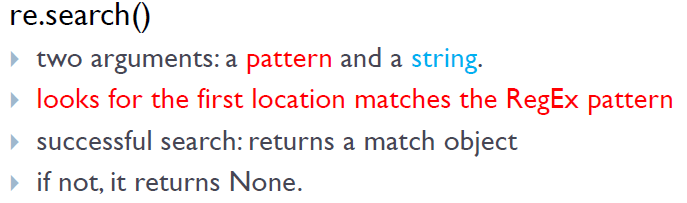 re.search()
two arguments: a pattern and a string.
looks for the first location matches the RegEx pattern
successful search: returns a match object
if not, it returns None.